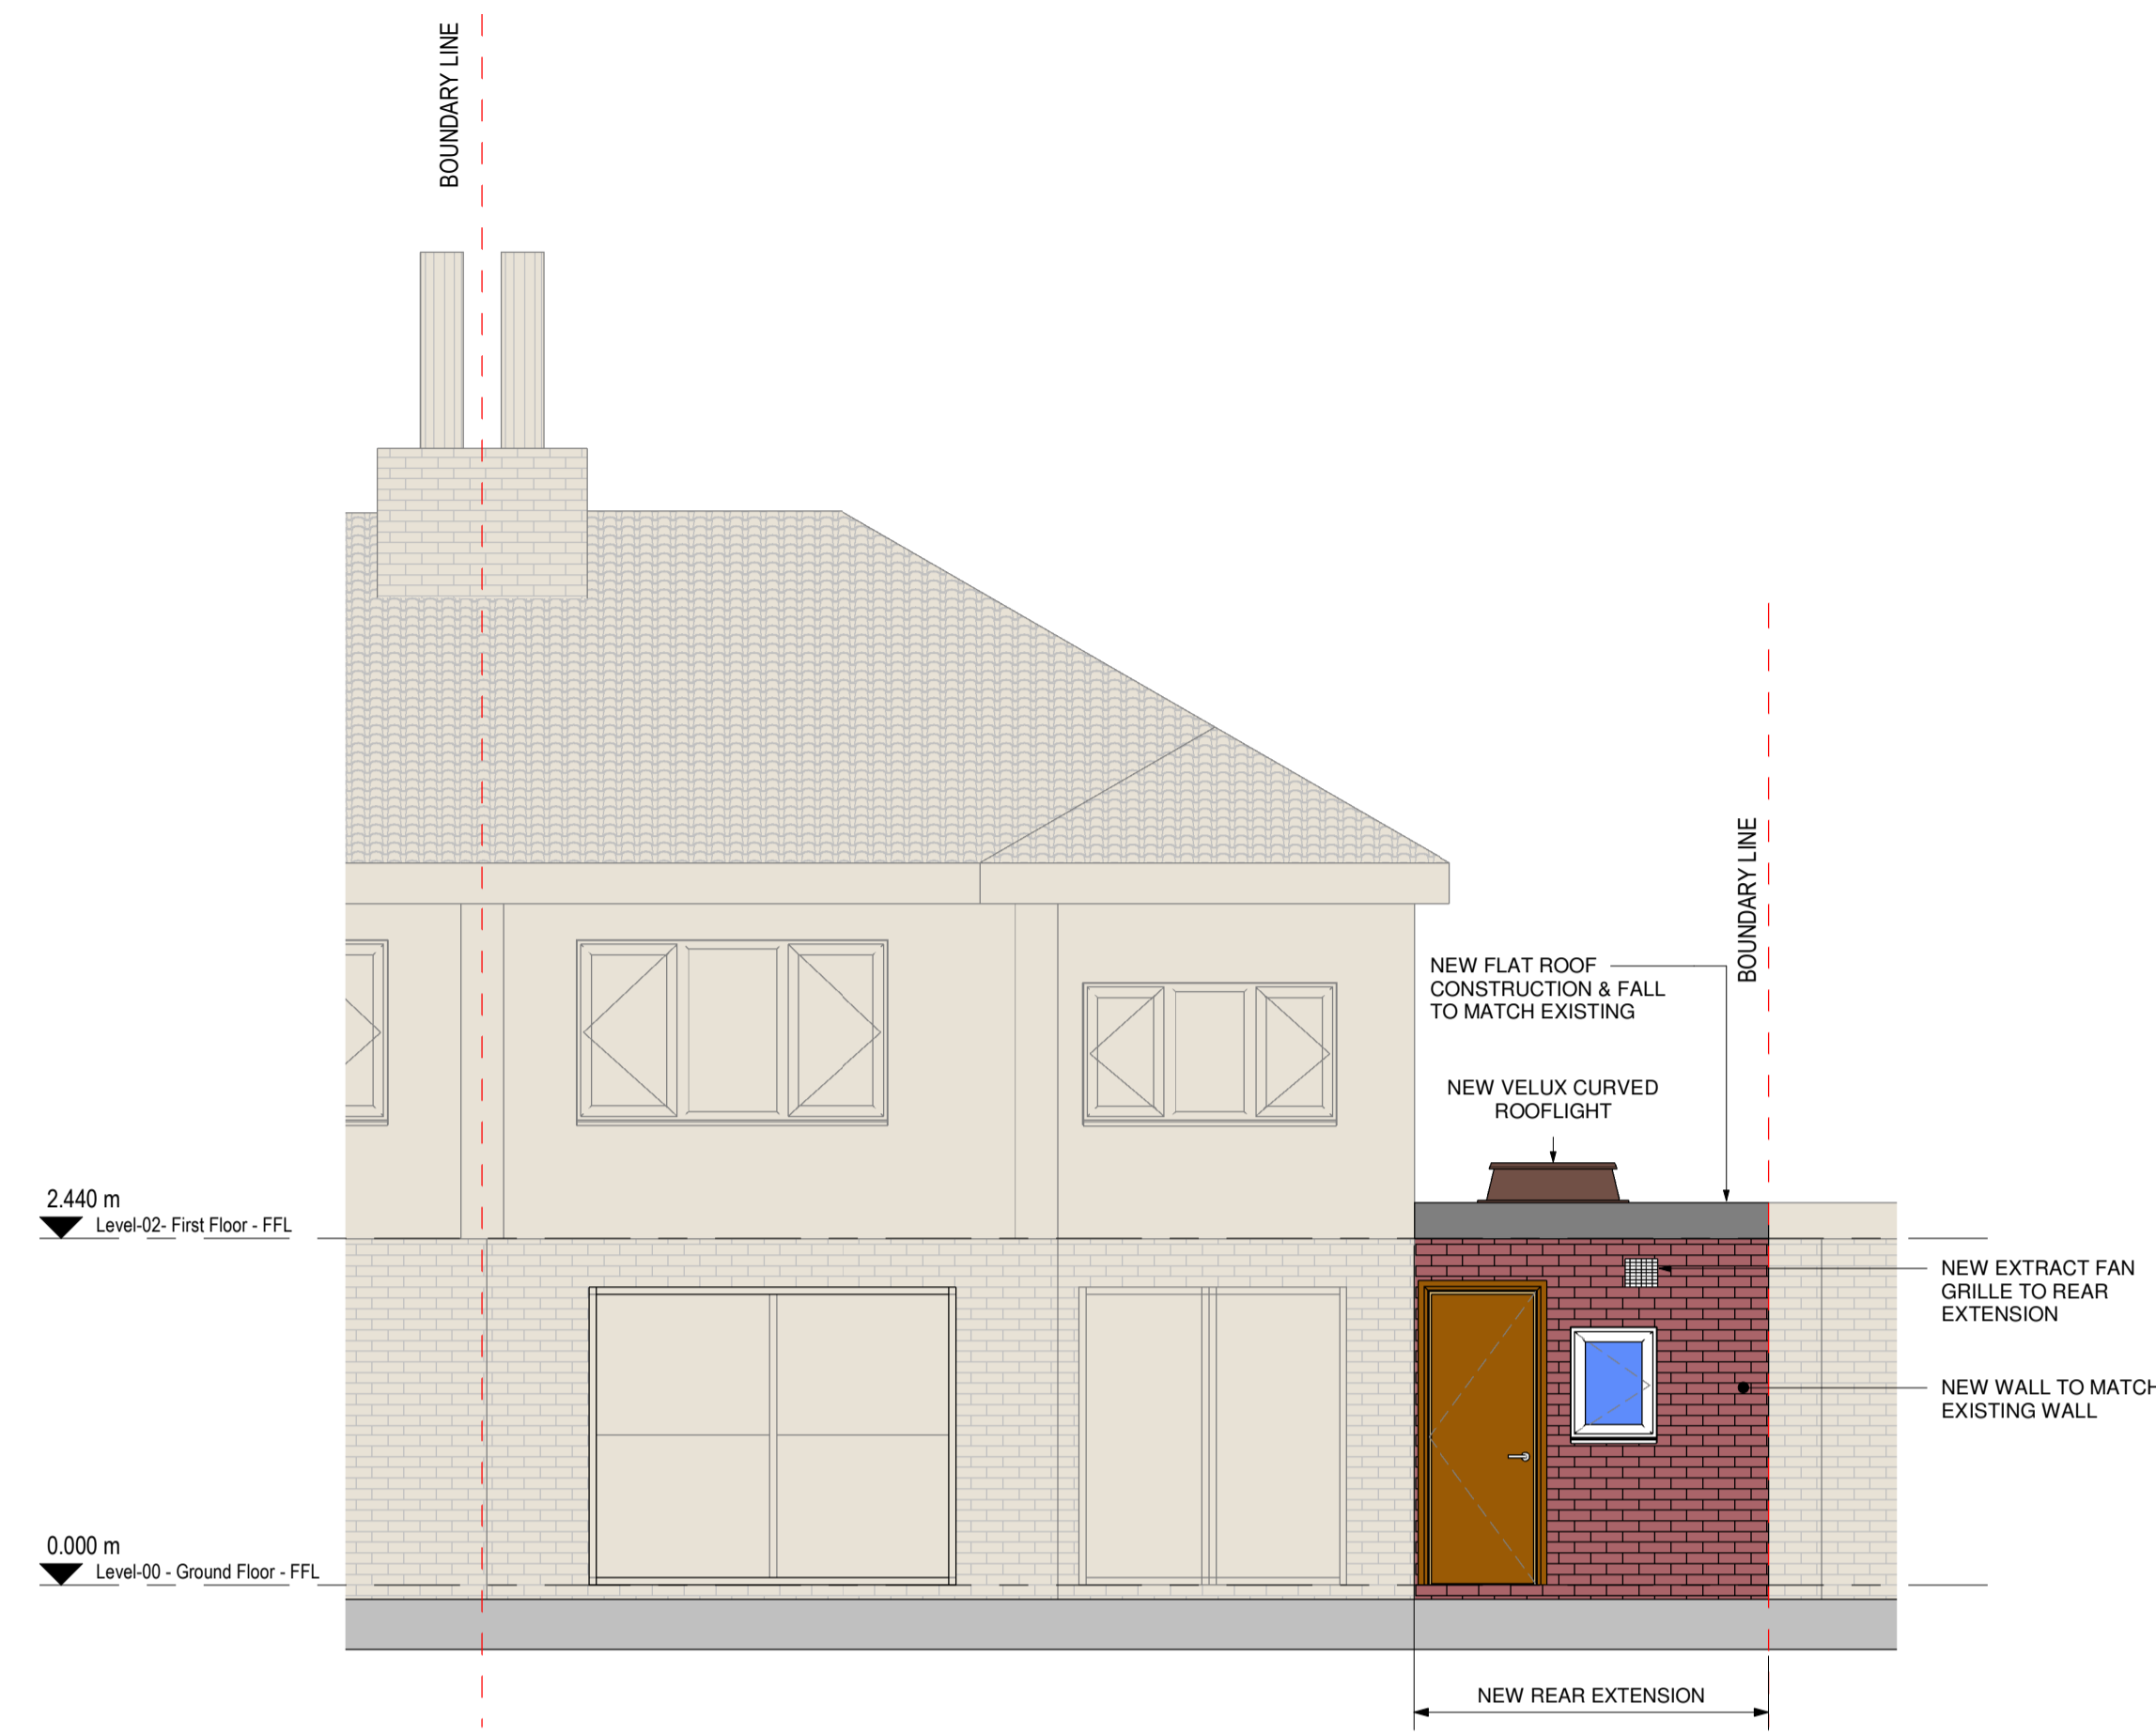 BOUNDARY LINE
BOUNDARY LINE
NEW FLAT ROOF
CONSTRUCTION & FALL
TO MATCH EXISTING
NEW VELUX CURVED
ROOFLIGHT
2.440 m
Level-02- First Floor - FFL
NEW EXTRACT FAN
GRILLE TO REAR
EXTENSION
NEW WALL TO MATCH
EXISTING WALL
0.000 m
Level-00 - Ground Floor - FFL
NEW REAR EXTENSION